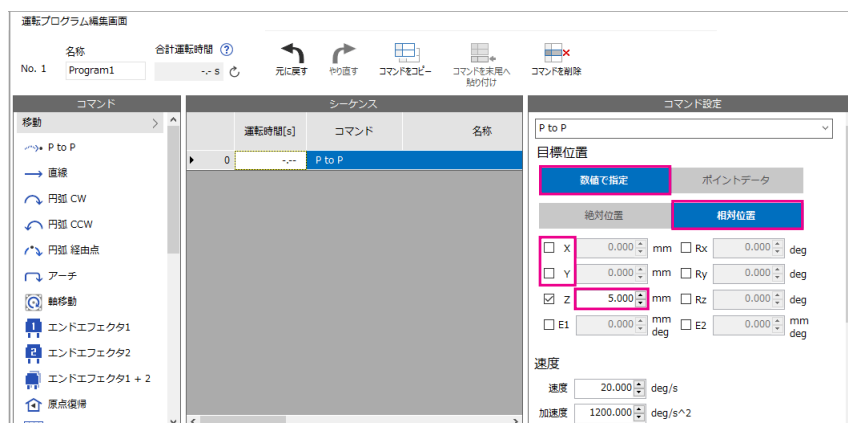 運転プログラム編集画面
名称 合計運転時間 ?
No. 1 Program1 -.- s 元に戻す やり直す コマンドをコピー コマンドを末尾へ 貼り付け コマンドを削除
コマンド シーケンス コマンド設定
移動 >
P to P
直線
円弧 CW
円弧 CCW
円弧 経由点
アーチ
軸移動
1 エンドエフェクタ1
2 エンドエフェクタ2
エンドエフェクタ1 + 2
原点復帰
運転時間[s] コマンド 名称
0 -.-- P to P
P to P
目標位置
数値で指定 ポイントデータ
絶対位置 相対位置
X 0.000 mm Rx 0.000 deg
Y 0.000 mm Ry 0.000 deg
Z 5.000 mm Rz 0.000 deg
E1 0.000 mm deg E2 0.000 mm deg
速度
速度 20.000 deg/s
加速度 1200.000 deg/s^2